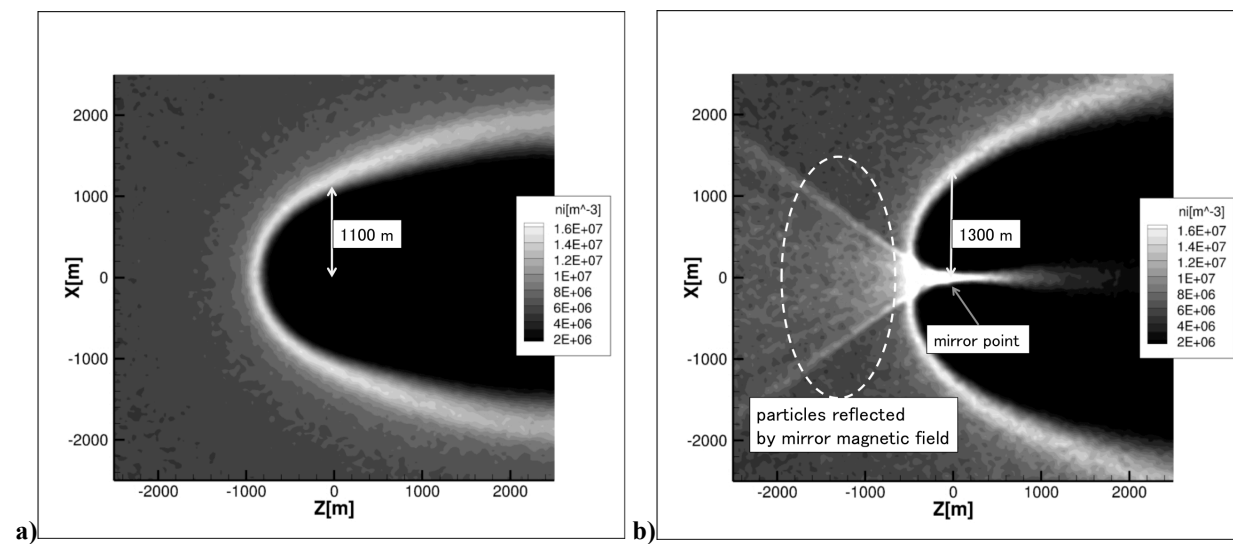 2000
1000
0
-1000
-2000
X[m]
-2000 -1000 0 1000 2000
Z[m]
1100 m
ni[m^-3]
1.6E+07
1.4E+07
1.2E+07
1E+07
8E+06
6E+06
4E+06
2E+06
a)
2000
1000
0
-1000
-2000
X[m]
-2000 -1000 0 1000 2000
Z[m]
1300 m
mirror point
particles reflected
by mirror magnetic field
ni[m^-3]
1.6E+07
1.4E+07
1.2E+07
1E+07
8E+06
6E+06
4E+06
2E+06
b)